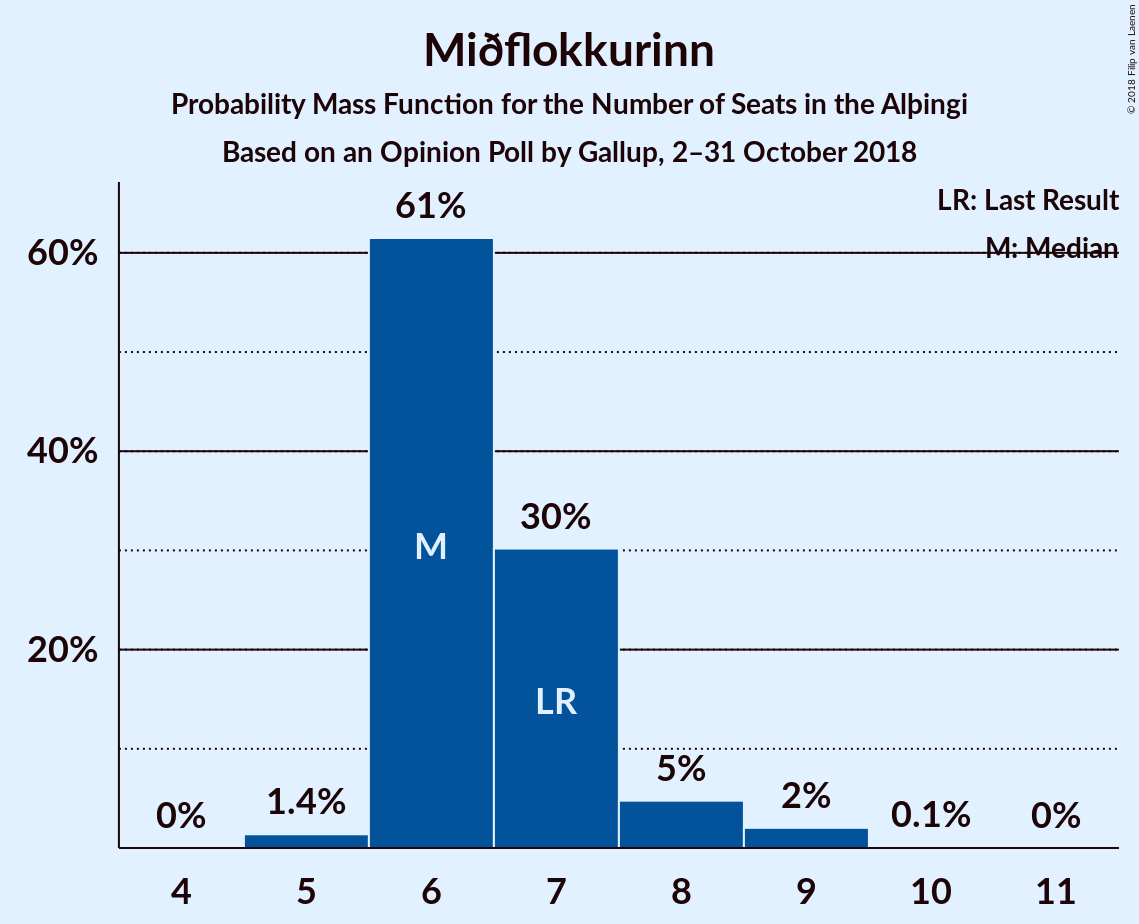 Miðflokkurinn
Probability Mass Function for the Number of Seats in the Alþingi
Based on an Opinion Poll by Gallup, 2–31 October 2018
© 2018 Filip van Laenen
LR: Last Result
M: Median
60%
40%
20%
0%
1.4%
61%
30%
5%
2%
0.1%
0%
M
LR
4 5 6 7 8 9 10 11